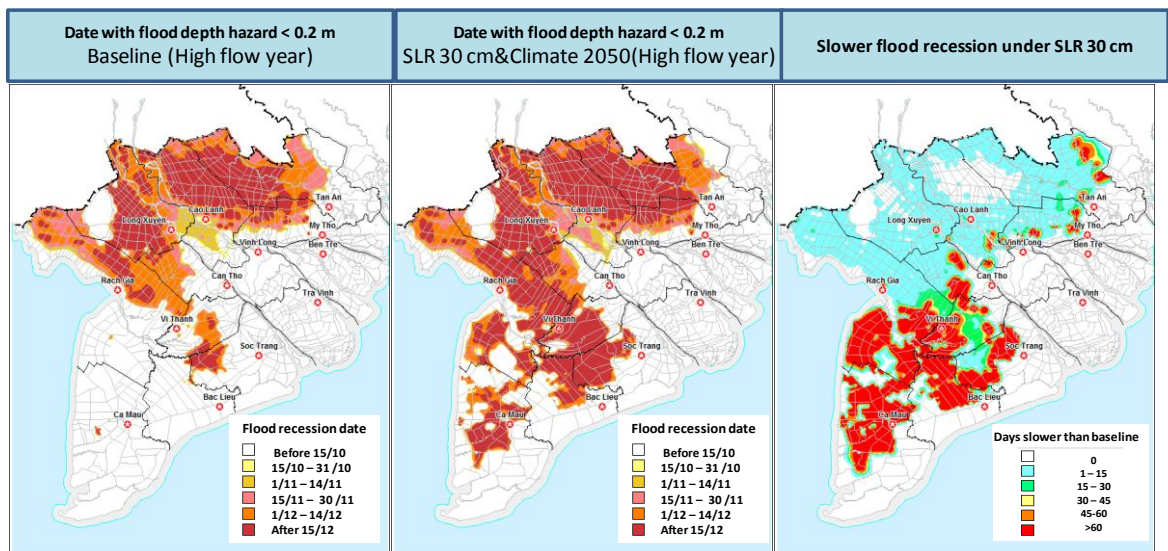 Date with flood depth hazard < 0.2 m
Baseline (High flow year)
Date with flood depth hazard < 0.2 m
SLR 30 cm&Climate 2050(High flow year)
Slower flood recession under SLR 30 cm
Tan An
Cao Lanh
Long Xuyen
My Tho
Ben Tre
Vinh Long
Can Tho
Rach Gia
Tra Vinh
Vi Thanh
Soc Trang
Bac Lieu
Ca Mau
Flood recession date
Before 15/10
15/10 – 31 /10
1/11 – 14/11
15/11 – 30 /11
1/12 – 14/12
After 15/12
Tan An
Cao Lanh
Long Xuyen
My Tho
Ben Tre
Vinh Long
Can Tho
Rach Gia
Tra Vinh
Vi Thanh
Soc Trang
Bac Lieu
Ca Mau
Flood recession date
Before 15/10
15/10 – 31 /10
1/11 – 14/11
15/11 – 30 /11
1/12 – 14/12
After 15/12
Tan An
Cao Lanh
Long Xuyen
My Tho
Ben Tre
Vinh Long
Can Tho
Rach Gia
Tra Vinh
Vi Thanh
Soc Trang
Bac Lieu
Ca Mau
Days slower than baseline
0
1 – 15
15 – 30
30 – 45
45-60
>60